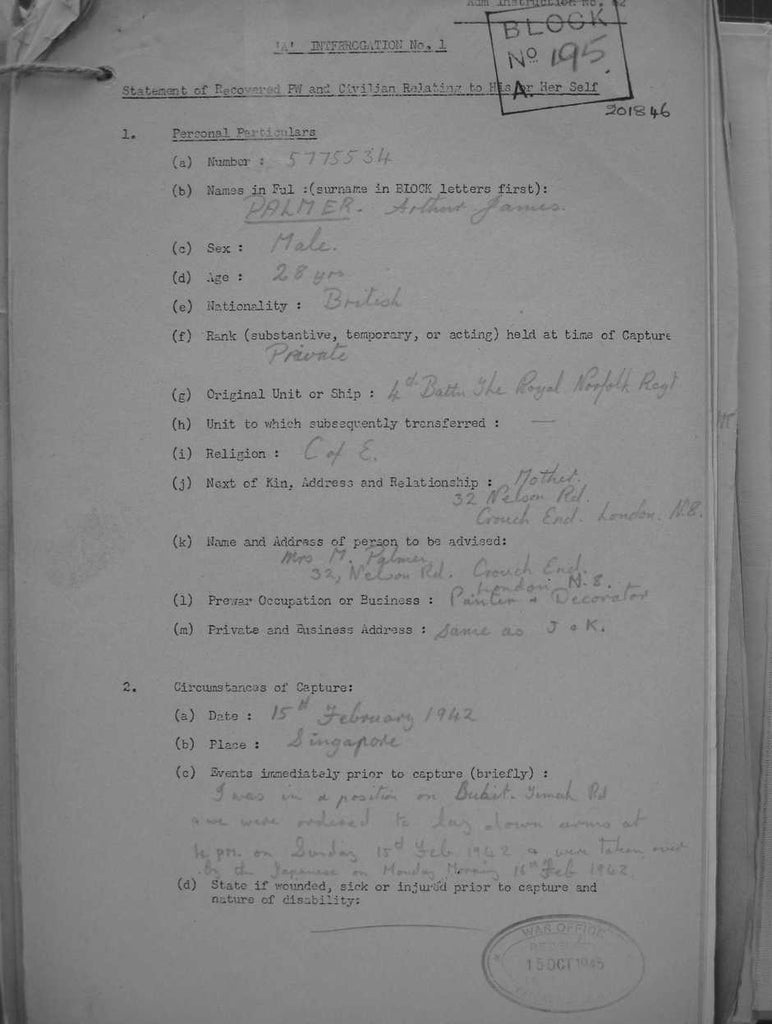 Adm Instruction No. 82
BLOCK
Nº 195
A.
201846
'A' INTERROGATION No. 1
Statement of Recovered PW and Civilian Relating to His or Her Self
1. Personal Particulars
(a) Number : 5775534
(b) Names in Ful :(surname in BLOCK letters first):
PALMER. Arthur James.
(c) Sex : Male.
(d) Age : 28 yrs
(e) Nationality : British
(f) Rank (substantive, temporary, or acting) held at time of Capture
Private
(g) Original Unit or Ship : 4th Battn The Royal Norfolk Regt
(h) Unit to which subsequently transferred : —
(i) Religion : C of E.
(j) Next of Kin, Address and Relationship : Mother.
32 Nelson Rd.
Crouch End. London. N.8.
(k) Name and Address of person to be advised:
Mrs M. Palmer
32, Nelson Rd. Crouch End.
London N.8.
(l) Prewar Occupation or Business : Painter & Decorator
(m) Private and Business Address : Same as J & K.
2. Circumstances of Capture:
(a) Date : 15th February 1942
(b) Place : Singapore
(c) Events immediately prior to capture (briefly) :
I was in a position on Bukit. Timah Rd
& we were ordered to lay down arms at
4 pm. on Sunday 15th Feb 1942 & were taken over
by the Japanese on Monday Morning 16th Feb 1942.
(d) State if wounded, sick or injured prior to capture and
nature of disability:
WAR OFFICE
15 OCT 1945